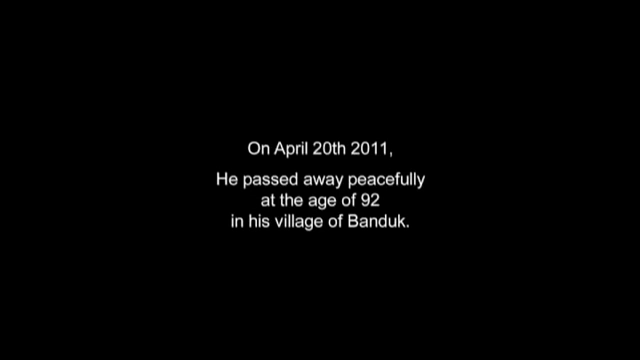 On April 20th 2011,
He passed away peacefully
at the age of 92
in his village of Banduk.